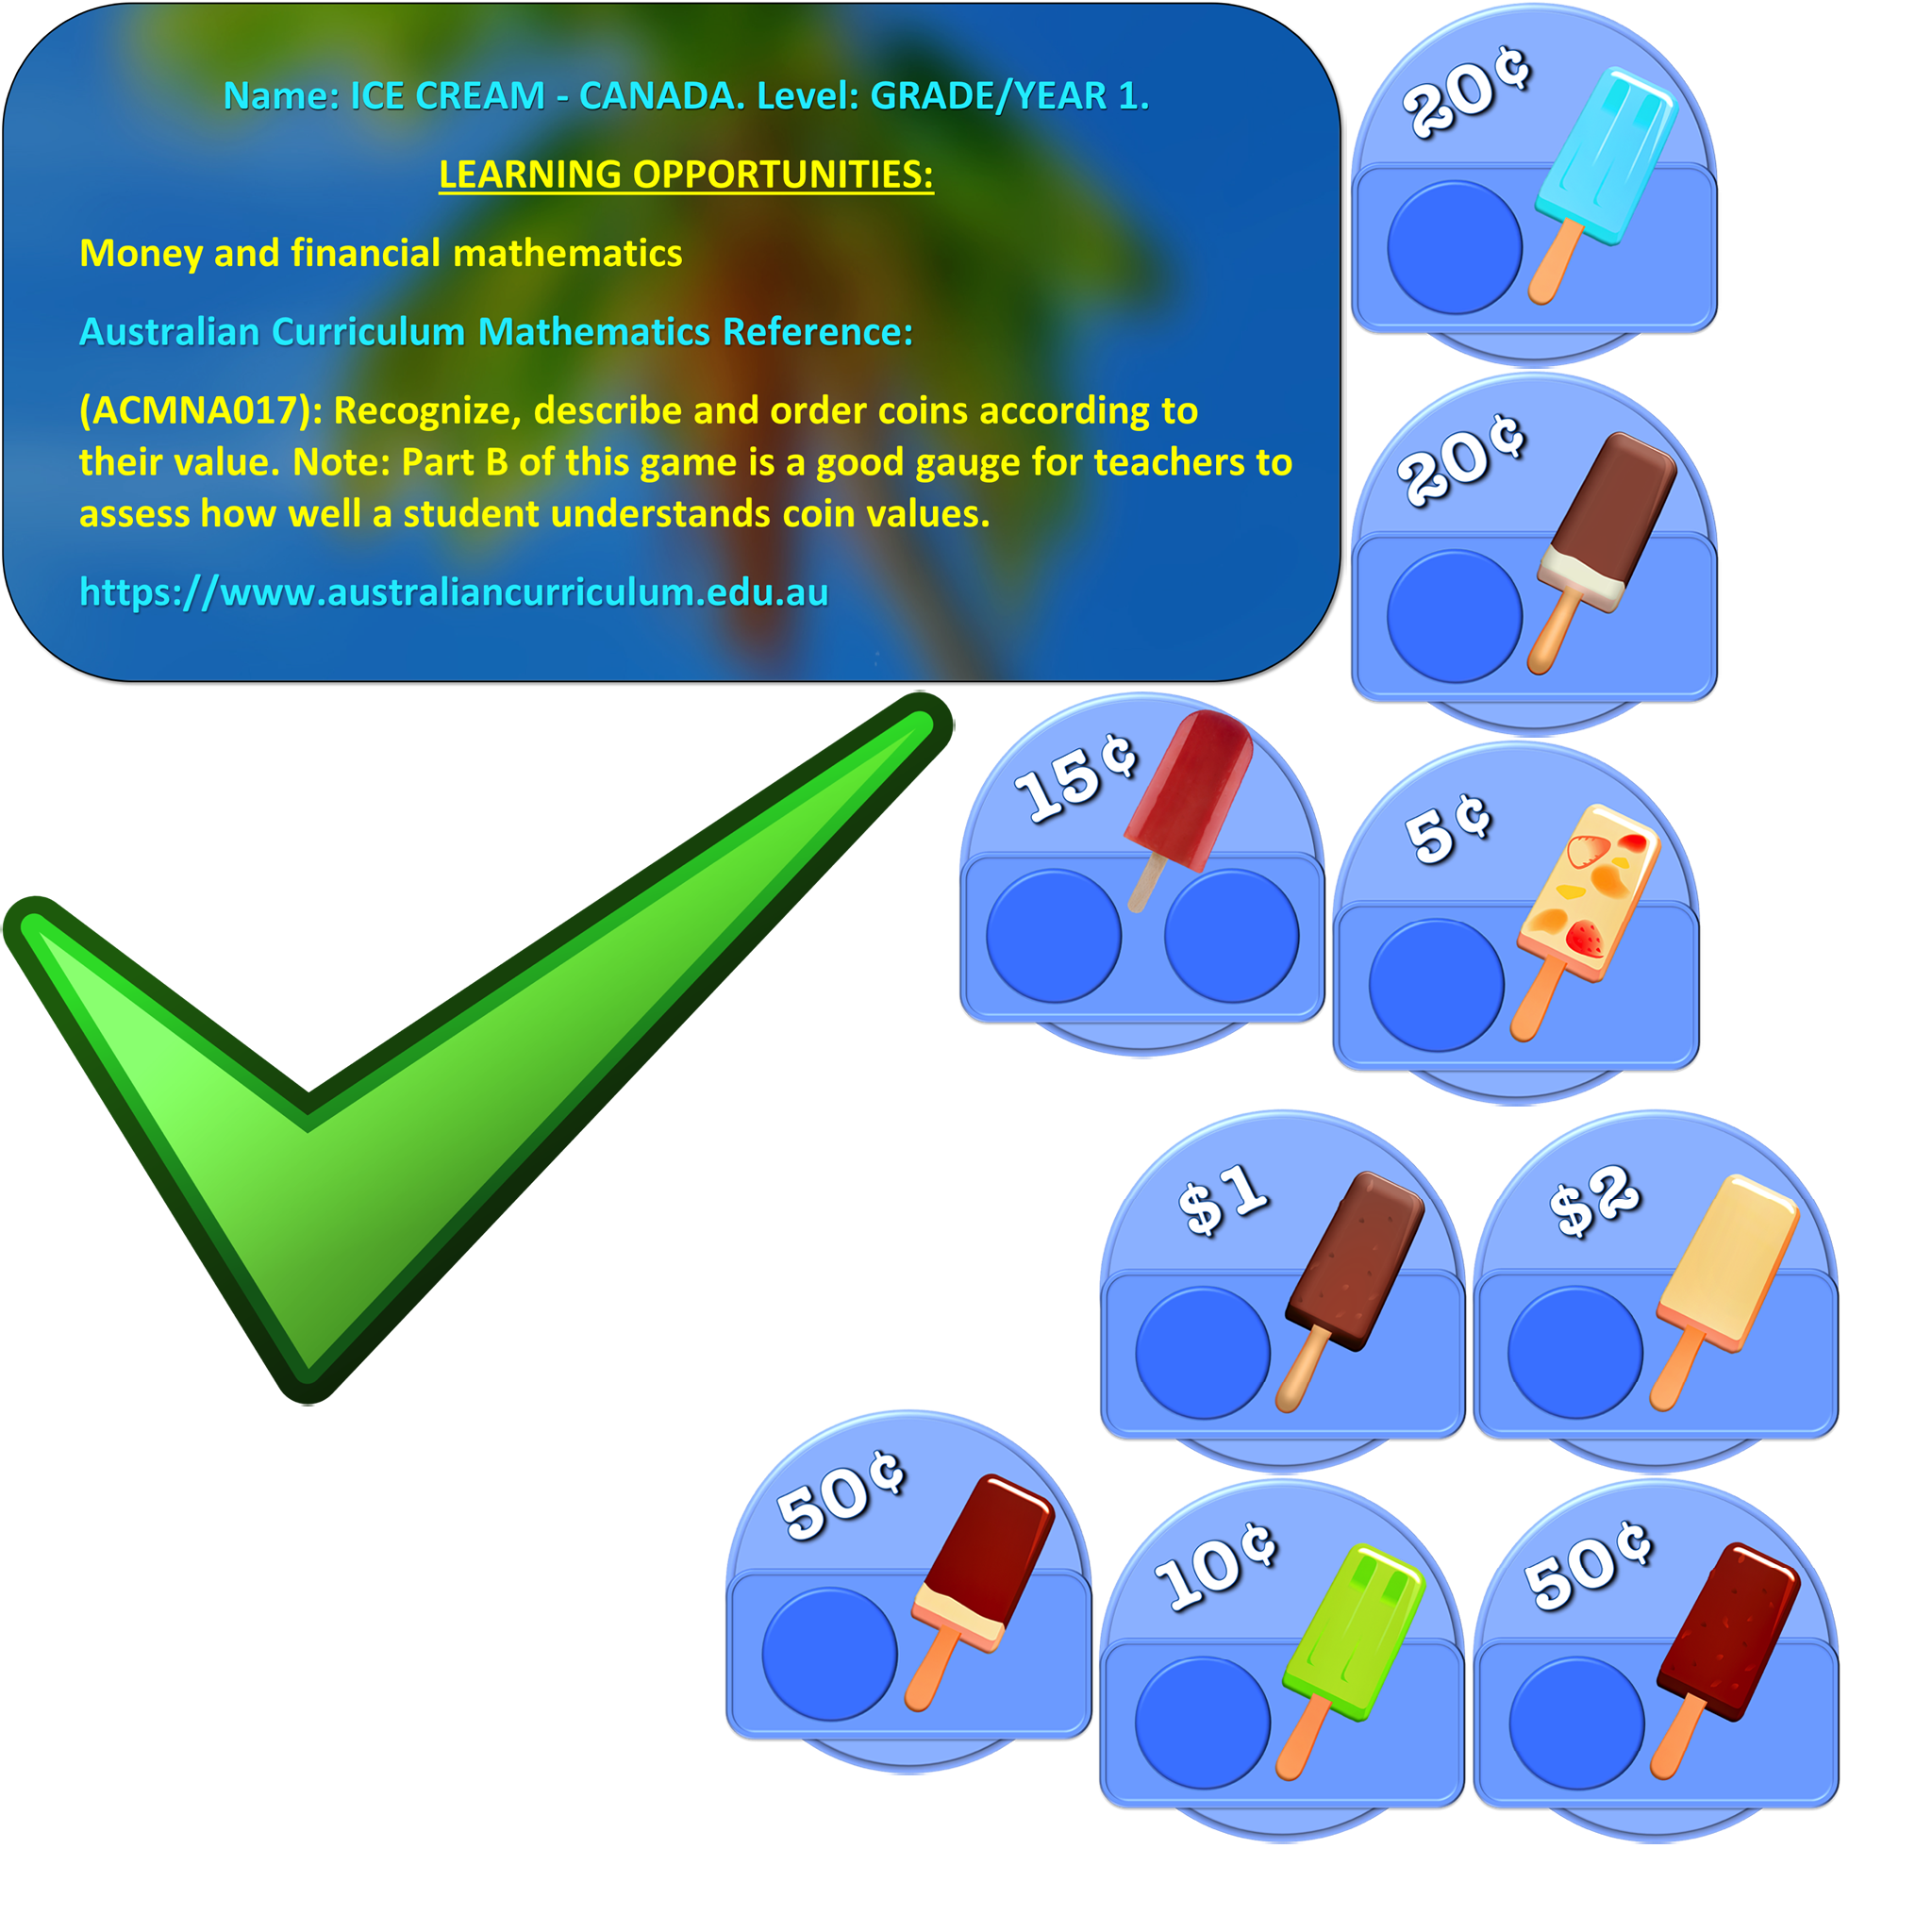 Name: ICE CREAM - CANADA. Level: GRADE/YEAR 1.
LEARNING OPPORTUNITIES:
Money and financial mathematics
Australian Curriculum Mathematics Reference:
(ACMNA017): Recognize, describe and order coins according to
their value. Note: Part B of this game is a good gauge for teachers to
assess how well a student understands coin values.
https://www.australiancurriculum.edu.au
20¢
20¢
15¢
5¢
$1
$2
50¢
10¢
50¢